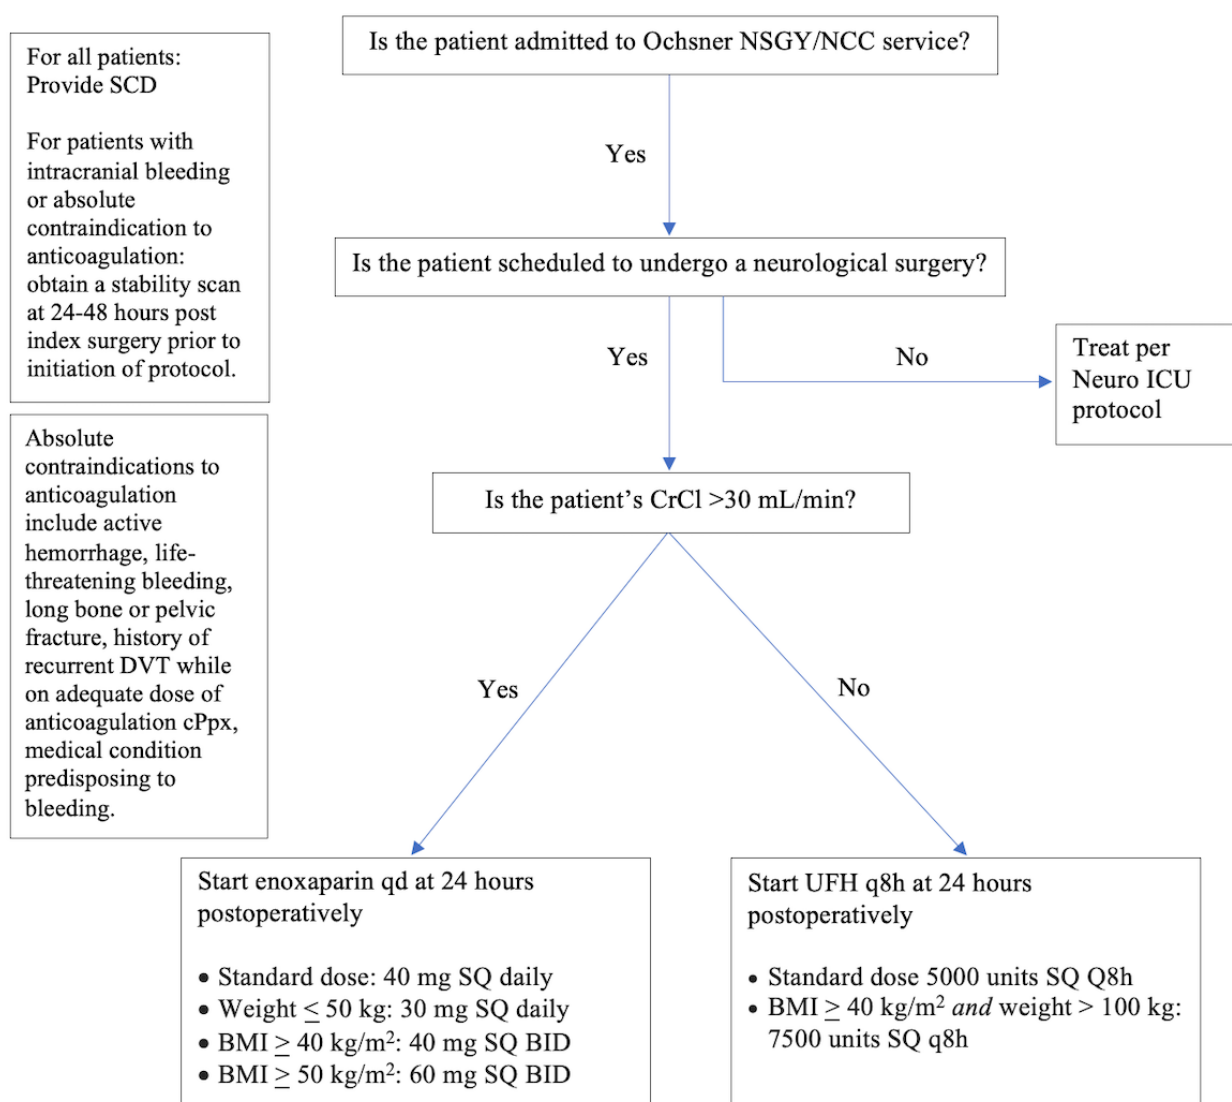 For all patients:
Provide SCD
For patients with
intracranial bleeding
or absolute
contraindication to
anticoagulation:
obtain a stability scan
at 24-48 hours post
index surgery prior to
initiation of protocol.
Absolute
contraindications to
anticoagulation
include active
hemorrhage, life-
threatening bleeding,
long bone or pelvic
fracture, history of
recurrent DVT while
on adequate dose of
anticoagulation cPpx,
medical condition
predisposing to
bleeding.
Is the patient admitted to Ochsner NSGY/NCC service?
Yes
Is the patient scheduled to undergo a neurological surgery?
Yes
No
Treat per
Neuro ICU
protocol
Is the patient’s CrCl >30 mL/min?
Yes
No
Start enoxaparin qd at 24 hours
postoperatively
• Standard dose: 40 mg SQ daily
• Weight ≤ 50 kg: 30 mg SQ daily
• BMI ≥ 40 kg/m²: 40 mg SQ BID
• BMI ≥ 50 kg/m²: 60 mg SQ BID
Start UFH q8h at 24 hours
postoperatively
• Standard dose 5000 units SQ Q8h
• BMI ≥ 40 kg/m² and weight > 100 kg:
7500 units SQ q8h